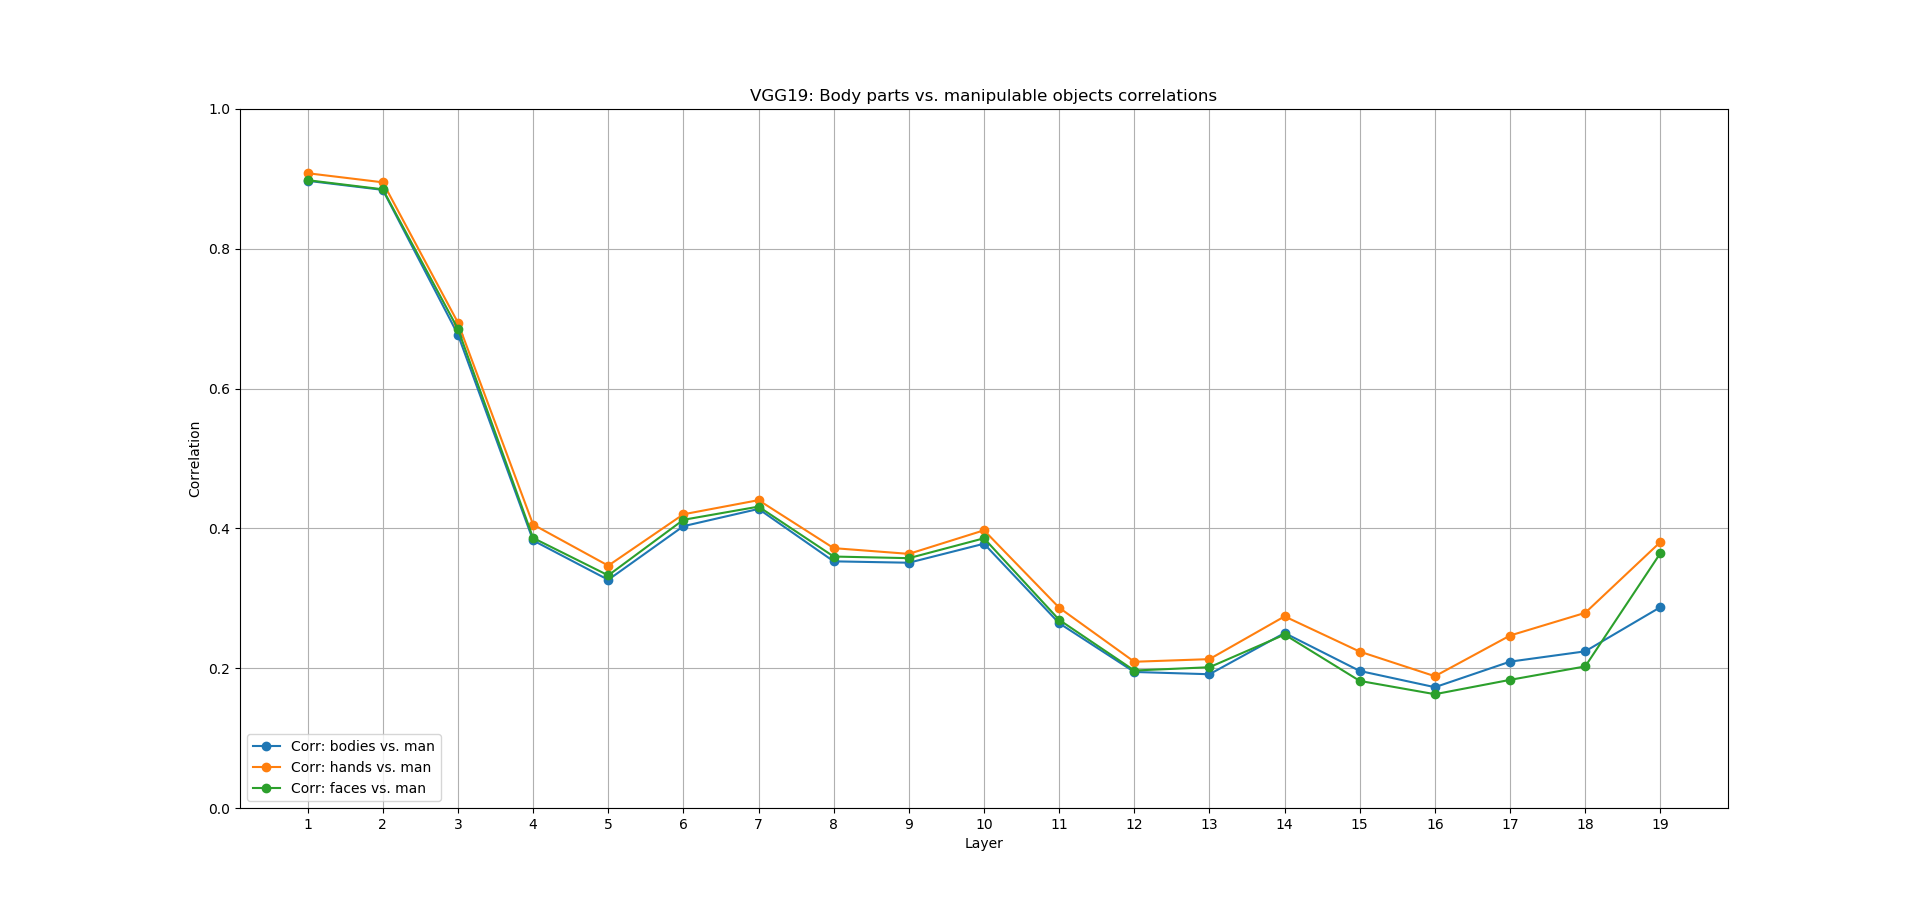 VGG19: Body parts vs. manipulable objects correlations
1.0
0.8
0.6
0.4
0.2
0.0
Correlation
Corr: bodies vs. man
Corr: hands vs. man
Corr: faces vs. man
1 2 3 4 5 6 7 8 9 10 11 12 13 14 15 16 17 18 19
Layer